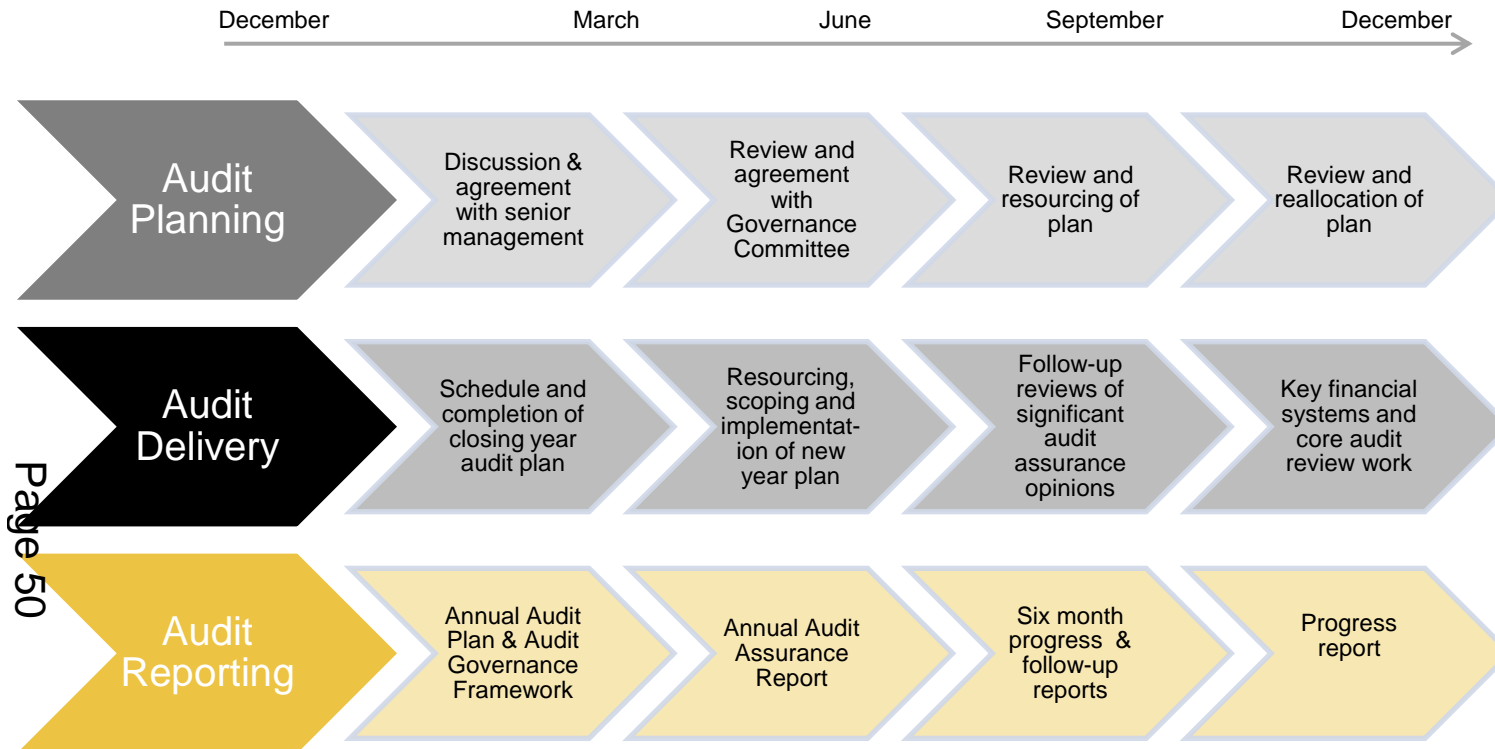 December March June September December
Audit
Planning
Discussion &
agreement
with senior
management
Review and
agreement
with
Governance
Committee
Review and
resourcing of
plan
Review and
reallocation of
plan
Audit
Delivery
Schedule and
completion of
closing year
audit plan
Resourcing,
scoping and
implementat-
ion of new
year plan
Follow-up
reviews of
significant
audit
assurance
opinions
Key financial
systems and
core audit
review work
Page 50
Audit
Reporting
Annual Audit
Plan & Audit
Governance
Framework
Annual Audit
Assurance
Report
Six month
progress & 
follow-up
reports
Progress
report